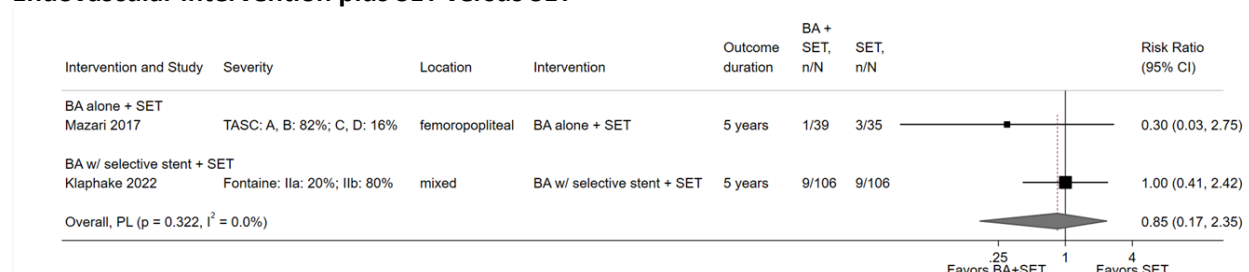 Endovascular intervention plus SET versus SET
BA +
Outcome SET, SET, Risk Ratio
Intervention and Study Severity Location Intervention duration n/N n/N (95% CI)
BA alone + SET
Mazari 2017 TASC: A, B: 82%; C, D: 16% femoropopliteal BA alone + SET 5 years 1/39 3/35 0.30 (0.03, 2.75)
BA w/ selective stent + SET
Klaphake 2022 Fontaine: IIa: 20%; IIb: 80% mixed BA w/ selective stent + SET 5 years 9/106 9/106 1.00 (0.41, 2.42)
Overall, PL (p = 0.322, I² = 0.0%) 0.85 (0.17, 2.35)
.25 1 4
Favors BA+SET Favors SET